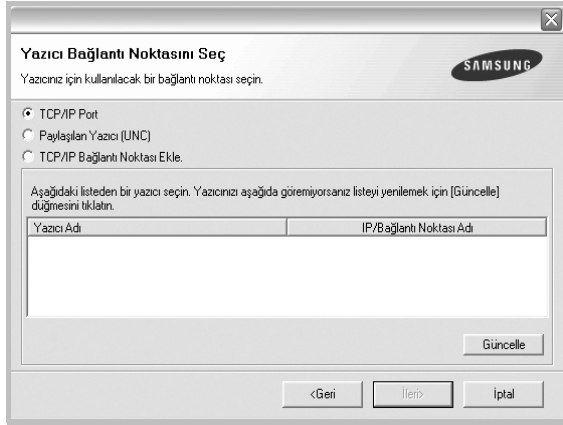 Yazıcı Bağlantı Noktasını Seç
Yazıcınız için kullanılacak bir bağlantı noktası seçin.
SAMSUNG
TCP/IP Port
Paylaşılan Yazıcı (UNC)
TCP/IP Bağlantı Noktası Ekle.
Aşağıdaki listeden bir yazıcı seçin. Yazıcınızı aşağıda göremiyorsanız listeyi yenilemek için [Güncelle]
düğmesini tıklatın.
Yazıcı Adı IP/Bağlantı Noktası Adı
Güncelle
<Geri İleri> İptal